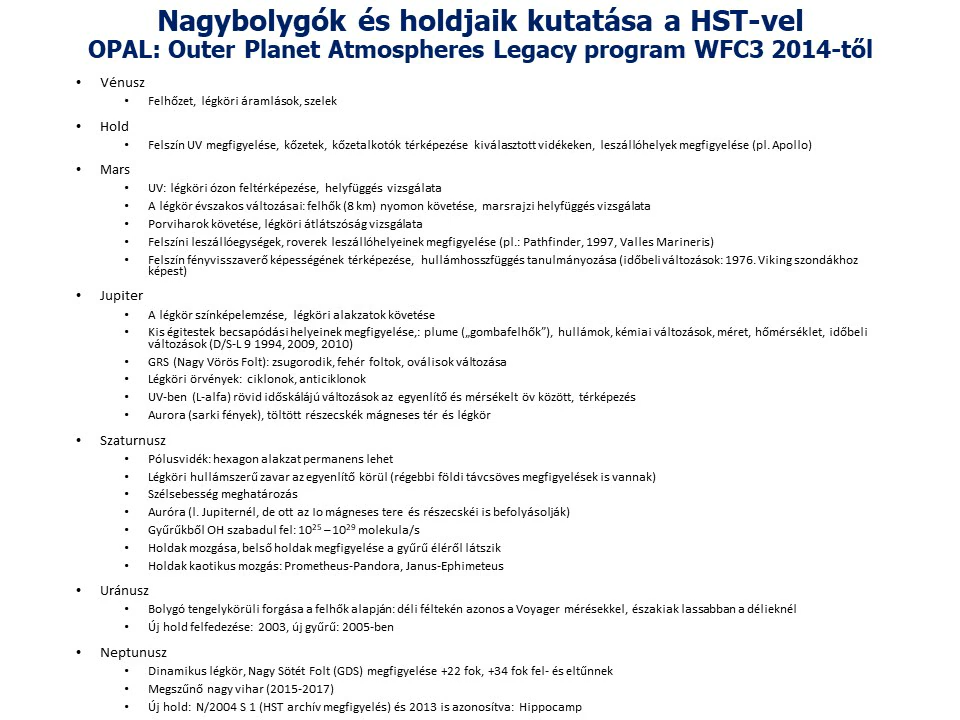 Nagybolygók és holdjaik kutatása a HST-vel
OPAL: Outer Planet Atmospheres Legacy program WFC3 2014-től
• Vénusz
• Felhőzet, légköri áramlások, szelek
• Hold
• Felszín UV megfigyelése, kőzetek, kőzetalkotók térképezése kiválasztott vidékeken, leszállóhelyek megfigyelése (pl. Apollo)
• Mars
• UV: légköri ózon feltérképezése, helyfüggés vizsgálata
• A légkör évszakos változásai: felhők (8 km) nyomon követése, marsrajzi helyfüggés vizsgálata
• Porviharok követése, légköri átlátszóság vizsgálata
• Felszíni leszállóegységek, roverek leszállóhelyeinek megfigyelése (pl.: Pathfinder, 1997, Valles Marineris)
• Felszín fényvisszaverő képességének térképezése, hullámhosszfüggés tanulmányozása (időbeli változások: 1976. Viking szondákhoz
képest)
• Jupiter
• A légkör színképelemzése, légköri alakzatok követése
• Kis égitestek becsapódási helyeinek megfigyelése,: plume („gombafelhők”), hullámok, kémiai változások, méret, hőmérséklet, időbeli
változások (D/S-L 9 1994, 2009, 2010)
• GRS (Nagy Vörös Folt): zsugorodik, fehér foltok, oválisok változása
• Légköri örvények: ciklonok, anticiklonok
• UV-ben (L-alfa) rövid időskálájú változások az egyenlítő és mérsékelt öv között, térképezés
• Aurora (sarki fények), töltött részecskék mágneses tér és légkör
• Szaturnusz
• Pólusvidék: hexagon alakzat permanens lehet
• Légköri hullámszerű zavar az egyenlítő körül (régebbi földi távcsöves megfigyelések is vannak)
• Szélsebesség meghatározás
• Auróra (l. Jupiternél, de ott az Io mágneses tere és részecskéi is befolyásolják)
• Gyűrűkből OH szabadul fel: 10²⁵ – 10²⁹ molekula/s
• Holdak mozgása, belső holdak megfigyelése a gyűrű éléről látszik
• Holdak kaotikus mozgás: Prometheus-Pandora, Janus-Ephimeteus
• Uránusz
• Bolygó tengelykörüli forgása a felhők alapján: déli féltekén azonos a Voyager mérésekkel, északiak lassabban a délieknél
• Új hold felfedezése: 2003, új gyűrű: 2005-ben
• Neptunusz
• Dinamikus légkör, Nagy Sötét Folt (GDS) megfigyelése +22 fok, +34 fok fel- és eltűnnek
• Megszűnő nagy vihar (2015-2017)
• Új hold: N/2004 S 1 (HST archív megfigyelés) és 2013 is azonosítva: Hippocamp